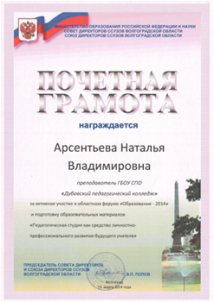 МИНИСТЕРСТВО ОБРАЗОВАНИЯ РОССИЙСКОЙ ФЕДЕРАЦИИ И НАУКИ
СОВЕТ ДИРЕКТОРОВ ССУЗОВ ВОЛГОГРАДСКОЙ ОБЛАСТИ
СОЮЗ ДИРЕКТОРОВ ССУЗОВ ВОЛГОГРАДСКОЙ ОБЛАСТИ
ПОЧЕТНАЯ
ГРАМОТА
награждается
Арсентьева Наталья
Владимировна
преподаватель ГБОУ СПО
«Дубовский педагогический колледж»
за активное участие в областном форуме «Образование - 2014»
и подготовку образовательных материалов
«Педагогическая студия как средство личностно-
профессионального развития будущего учителя»
ПРЕДСЕДАТЕЛЬ СОВЕТА ДИРЕКТОРОВ
И СОЮЗА ДИРЕКТОРОВ ССУЗОВ
ВОЛГОГРАДСКОЙ ОБЛАСТИ
В.П. ПОПОВ
Волгоград
марта 2014 года